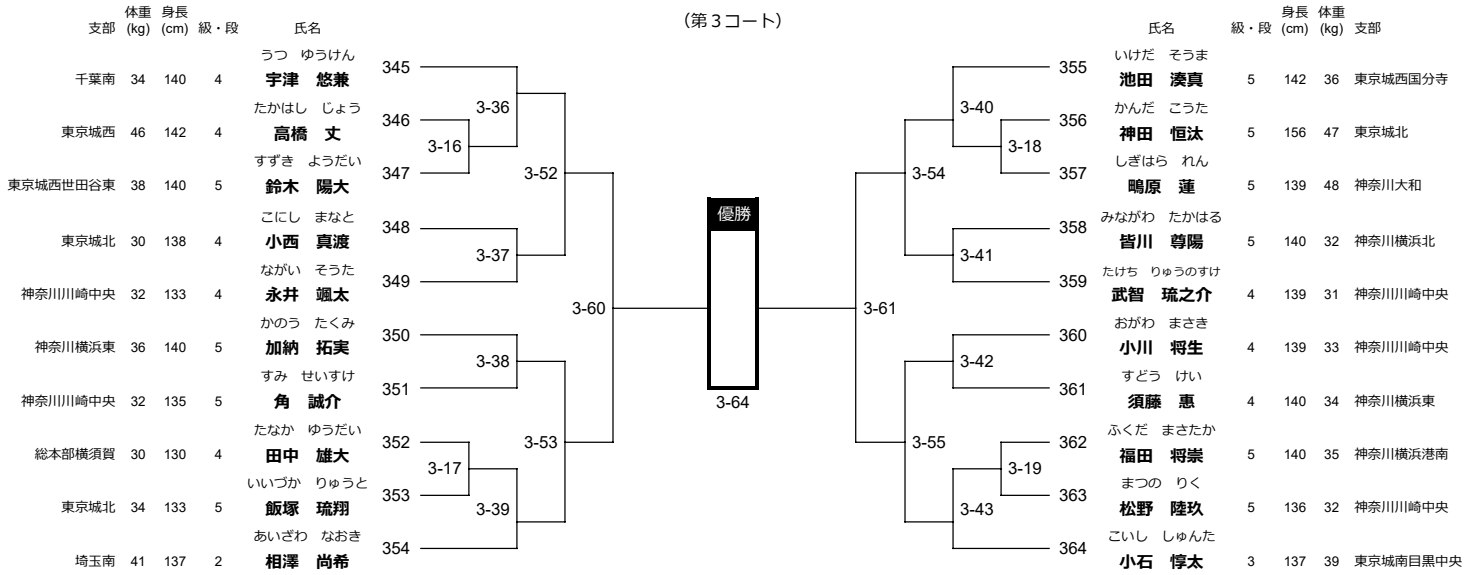 （第３コート）
支部 体重(kg) 身長(cm) 級・段 氏名
うつ ゆうけん
千葉南 34 140 4 宇津 悠兼 345
たかはし じょう
東京城西 46 142 4 高橋 丈 346
すずき ようだい
東京城西世田谷東 38 140 5 鈴木 陽大 347
こにし まなと
東京城北 30 138 4 小西 真渡 348
ながい そうた
神奈川川崎中央 32 133 4 永井 颯太 349
かのう たくみ
神奈川横浜東 36 140 5 加納 拓実 350
すみ せいすけ
神奈川川崎中央 32 135 5 角 誠介 351
たなか ゆうだい
総本部横須賀 30 130 4 田中 雄大 352
いいづか りゅうと
東京城北 34 133 5 飯塚 琉翔 353
あいざわ なおき
埼玉南 41 137 2 相澤 尚希 354
3-16
3-17
3-36
3-37
3-38
3-39
3-52
3-53
3-60
優勝
3-64
3-61
3-54
3-55
3-40
3-41
3-42
3-43
3-18
3-19
氏名 級・段 身長(cm) 体重(kg) 支部
いけだ そうま
355 池田 湊真 5 142 36 東京城西国分寺
かんだ こうた
356 神田 恒汰 5 156 47 東京城北
しぎはら れん
357 鴫原 蓮 5 139 48 神奈川大和
みながわ たかはる
358 皆川 尊陽 5 140 32 神奈川横浜北
たけち りゅうのすけ
359 武智 琉之介 4 139 31 神奈川川崎中央
おがわ まさき
360 小川 将生 4 139 33 神奈川川崎中央
すどう けい
361 須藤 惠 4 140 34 神奈川横浜東
ふくだ まさたか
362 福田 将崇 5 140 35 神奈川横浜港南
まつの りく
363 松野 陸玖 5 136 32 神奈川川崎中央
こいし しゅんた
364 小石 惇太 3 137 39 東京城南目黒中央